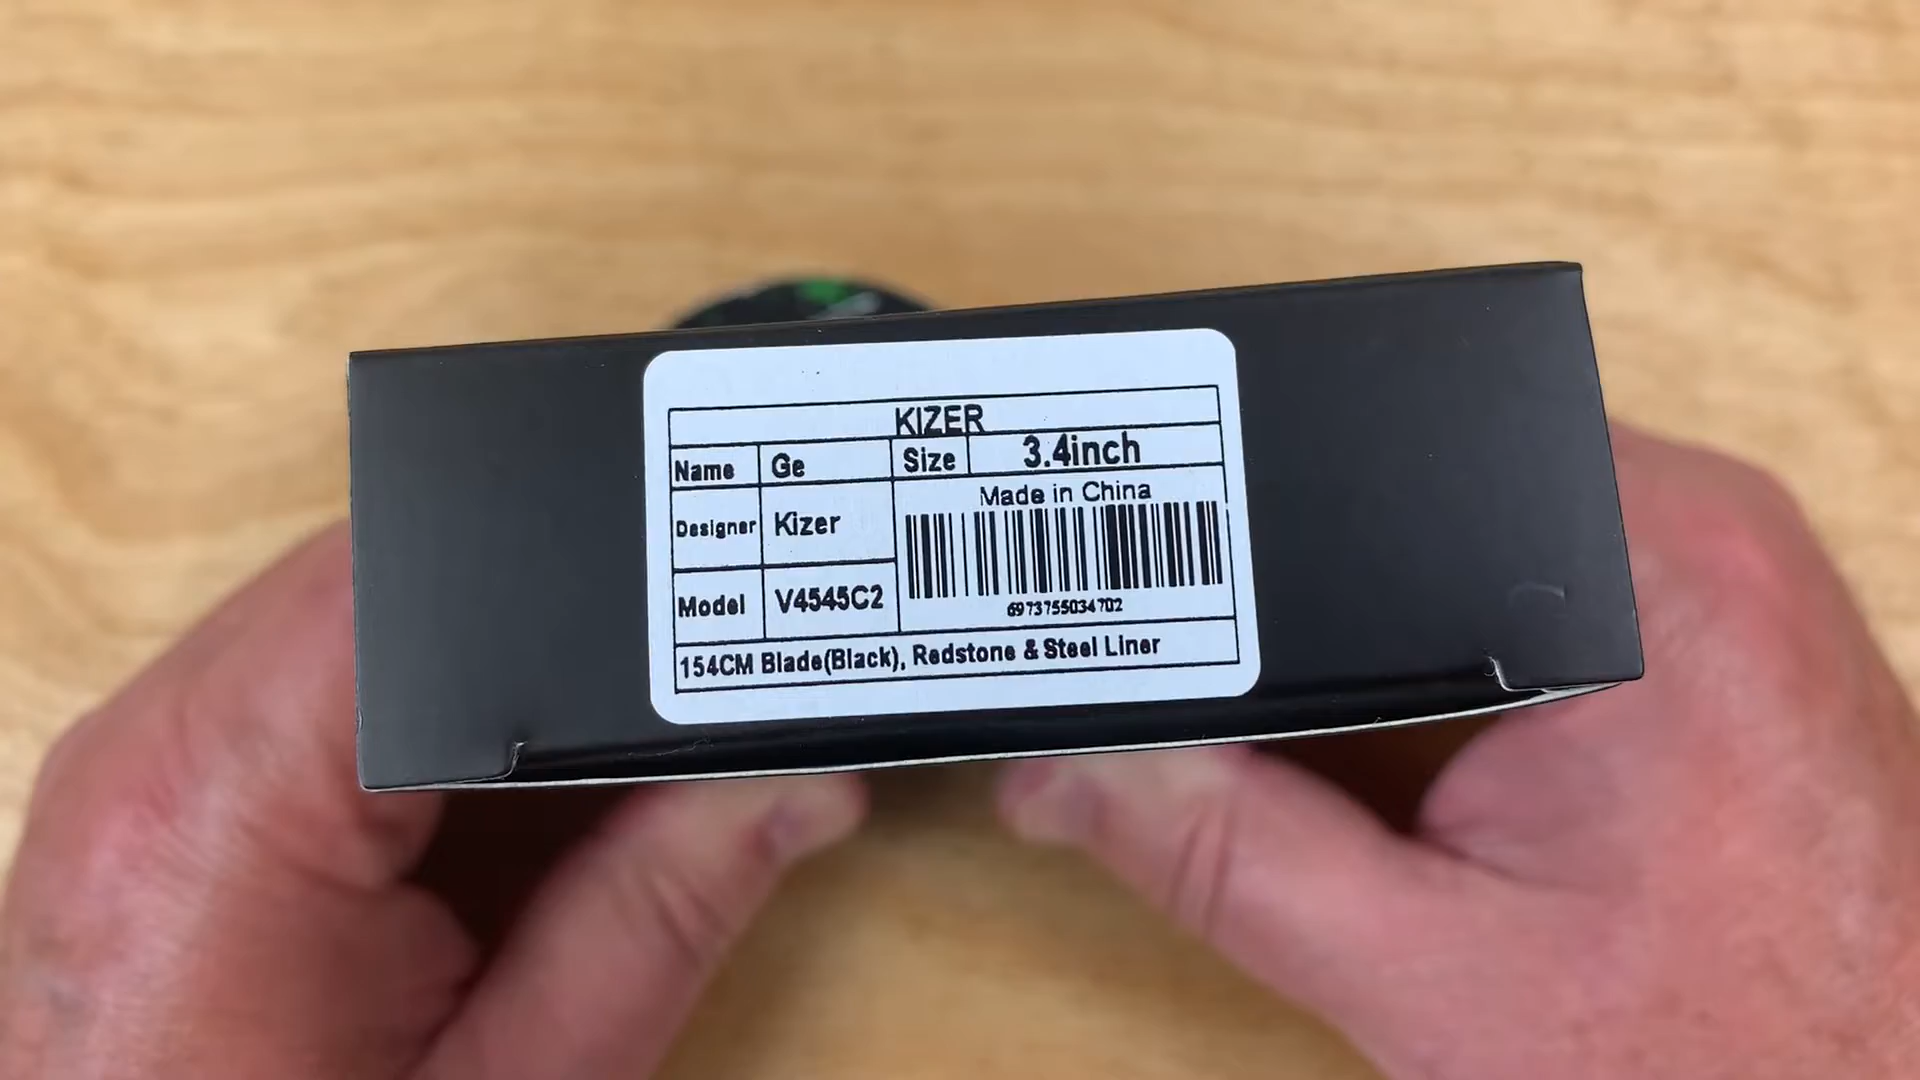 KIZER
Name Ge Size 3.4inch
Designer Kizer
Made in China
Model V4545C2
6973755034702
154CM Blade(Black), Redstone & Steel Liner